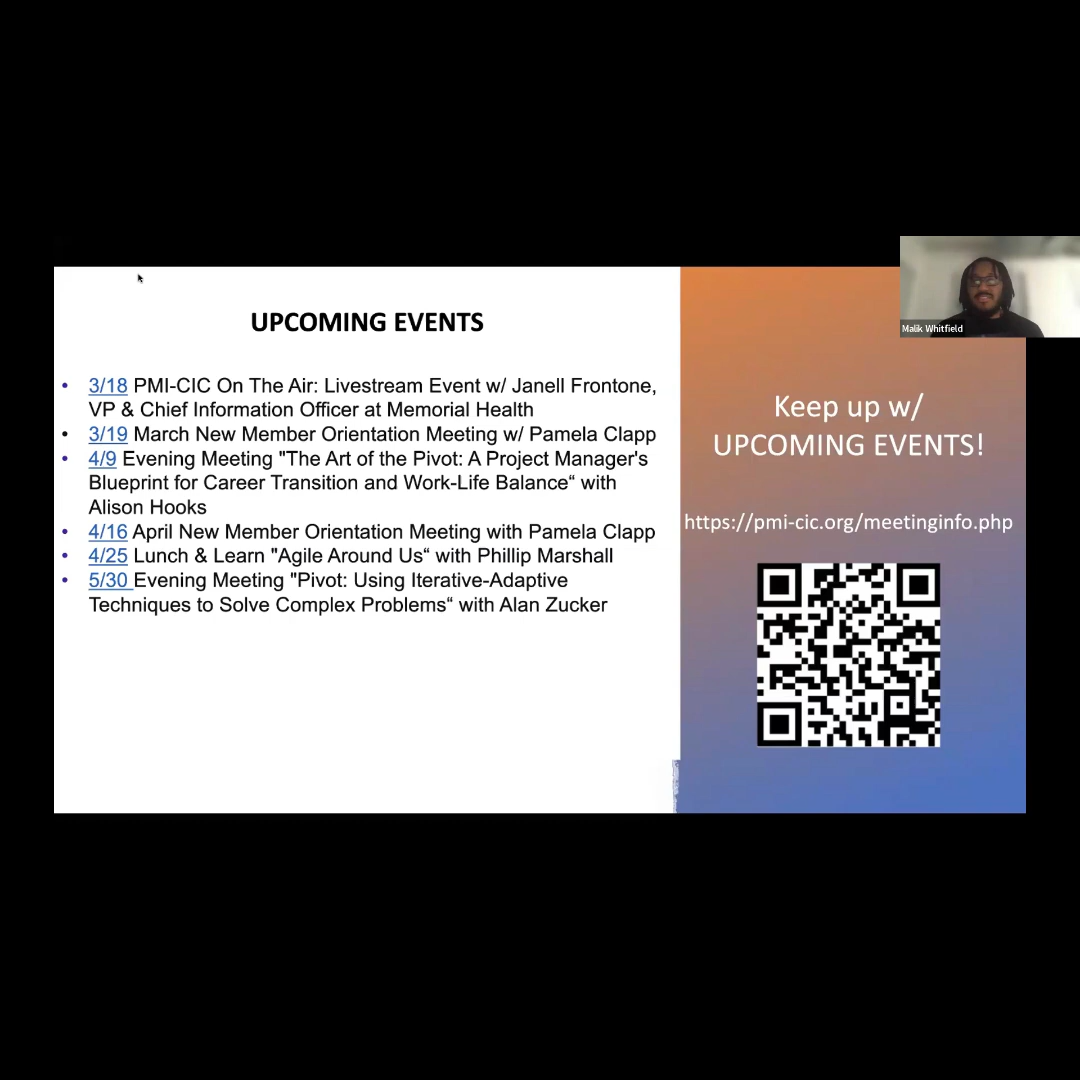 UPCOMING EVENTS
• 3/18 PMI-CIC On The Air: Livestream Event w/ Janell Frontone,
VP & Chief Information Officer at Memorial Health
• 3/19 March New Member Orientation Meeting w/ Pamela Clapp
• 4/9 Evening Meeting "The Art of the Pivot: A Project Manager's
Blueprint for Career Transition and Work-Life Balance“ with
Alison Hooks
• 4/16 April New Member Orientation Meeting with Pamela Clapp
• 4/25 Lunch & Learn "Agile Around Us“ with Phillip Marshall
• 5/30 Evening Meeting "Pivot: Using Iterative-Adaptive
Techniques to Solve Complex Problems“ with Alan Zucker
Malik Whitfield
Keep up w/
UPCOMING EVENTS!
https://pmi-cic.org/meetinginfo.php